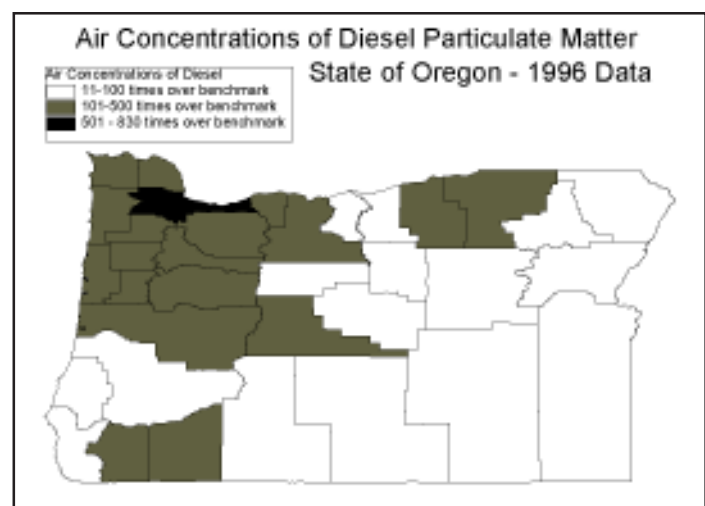 Air Concentrations of Diesel Particulate Matter
State of Oregon - 1996 Data
Air Concentrations of Diesel
11-100 times over benchmark
101-500 times over benchmark
501 - 830 times over benchmark